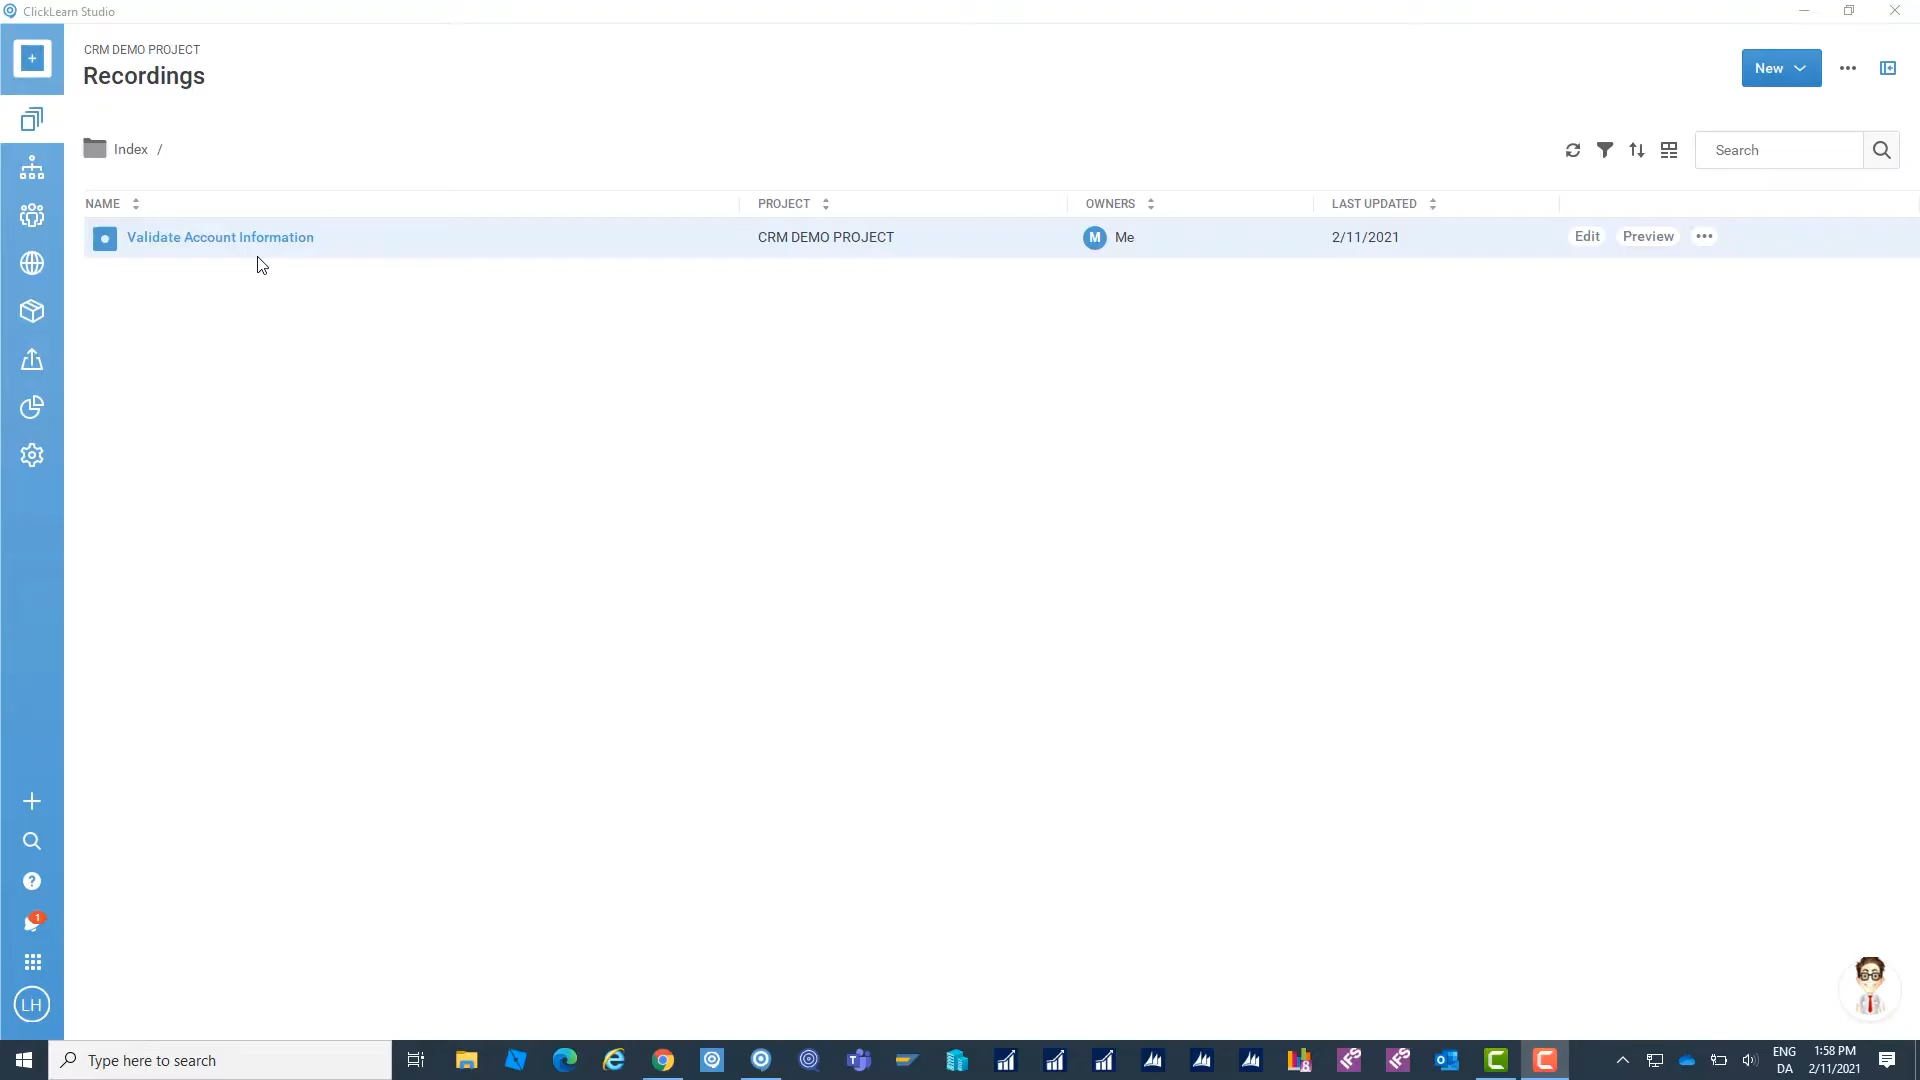 ClickLearn Studio
CRM DEMO PROJECT
Recordings
New
Index /
Search
NAME PROJECT OWNERS LAST UPDATED
Validate Account Information CRM DEMO PROJECT M Me 2/11/2021 Edit Preview
1
LH
Type here to search
ENG
DA
1:58 PM
2/11/2021